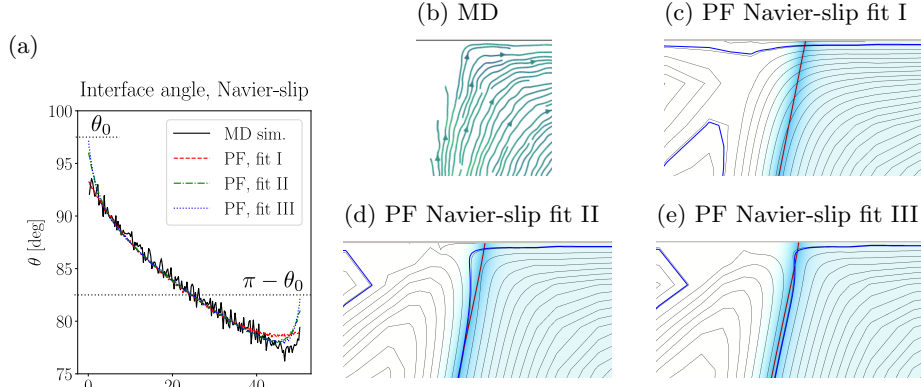 (a)
Interface angle, Navier-slip
θ [deg]
100
95
90
85
80
75
0
20
40
θ₀
π − θ₀
MD sim.
PF, fit I
PF, fit II
PF, fit III
(b) MD
(c) PF Navier-slip fit I
(d) PF Navier-slip fit II
(e) PF Navier-slip fit III